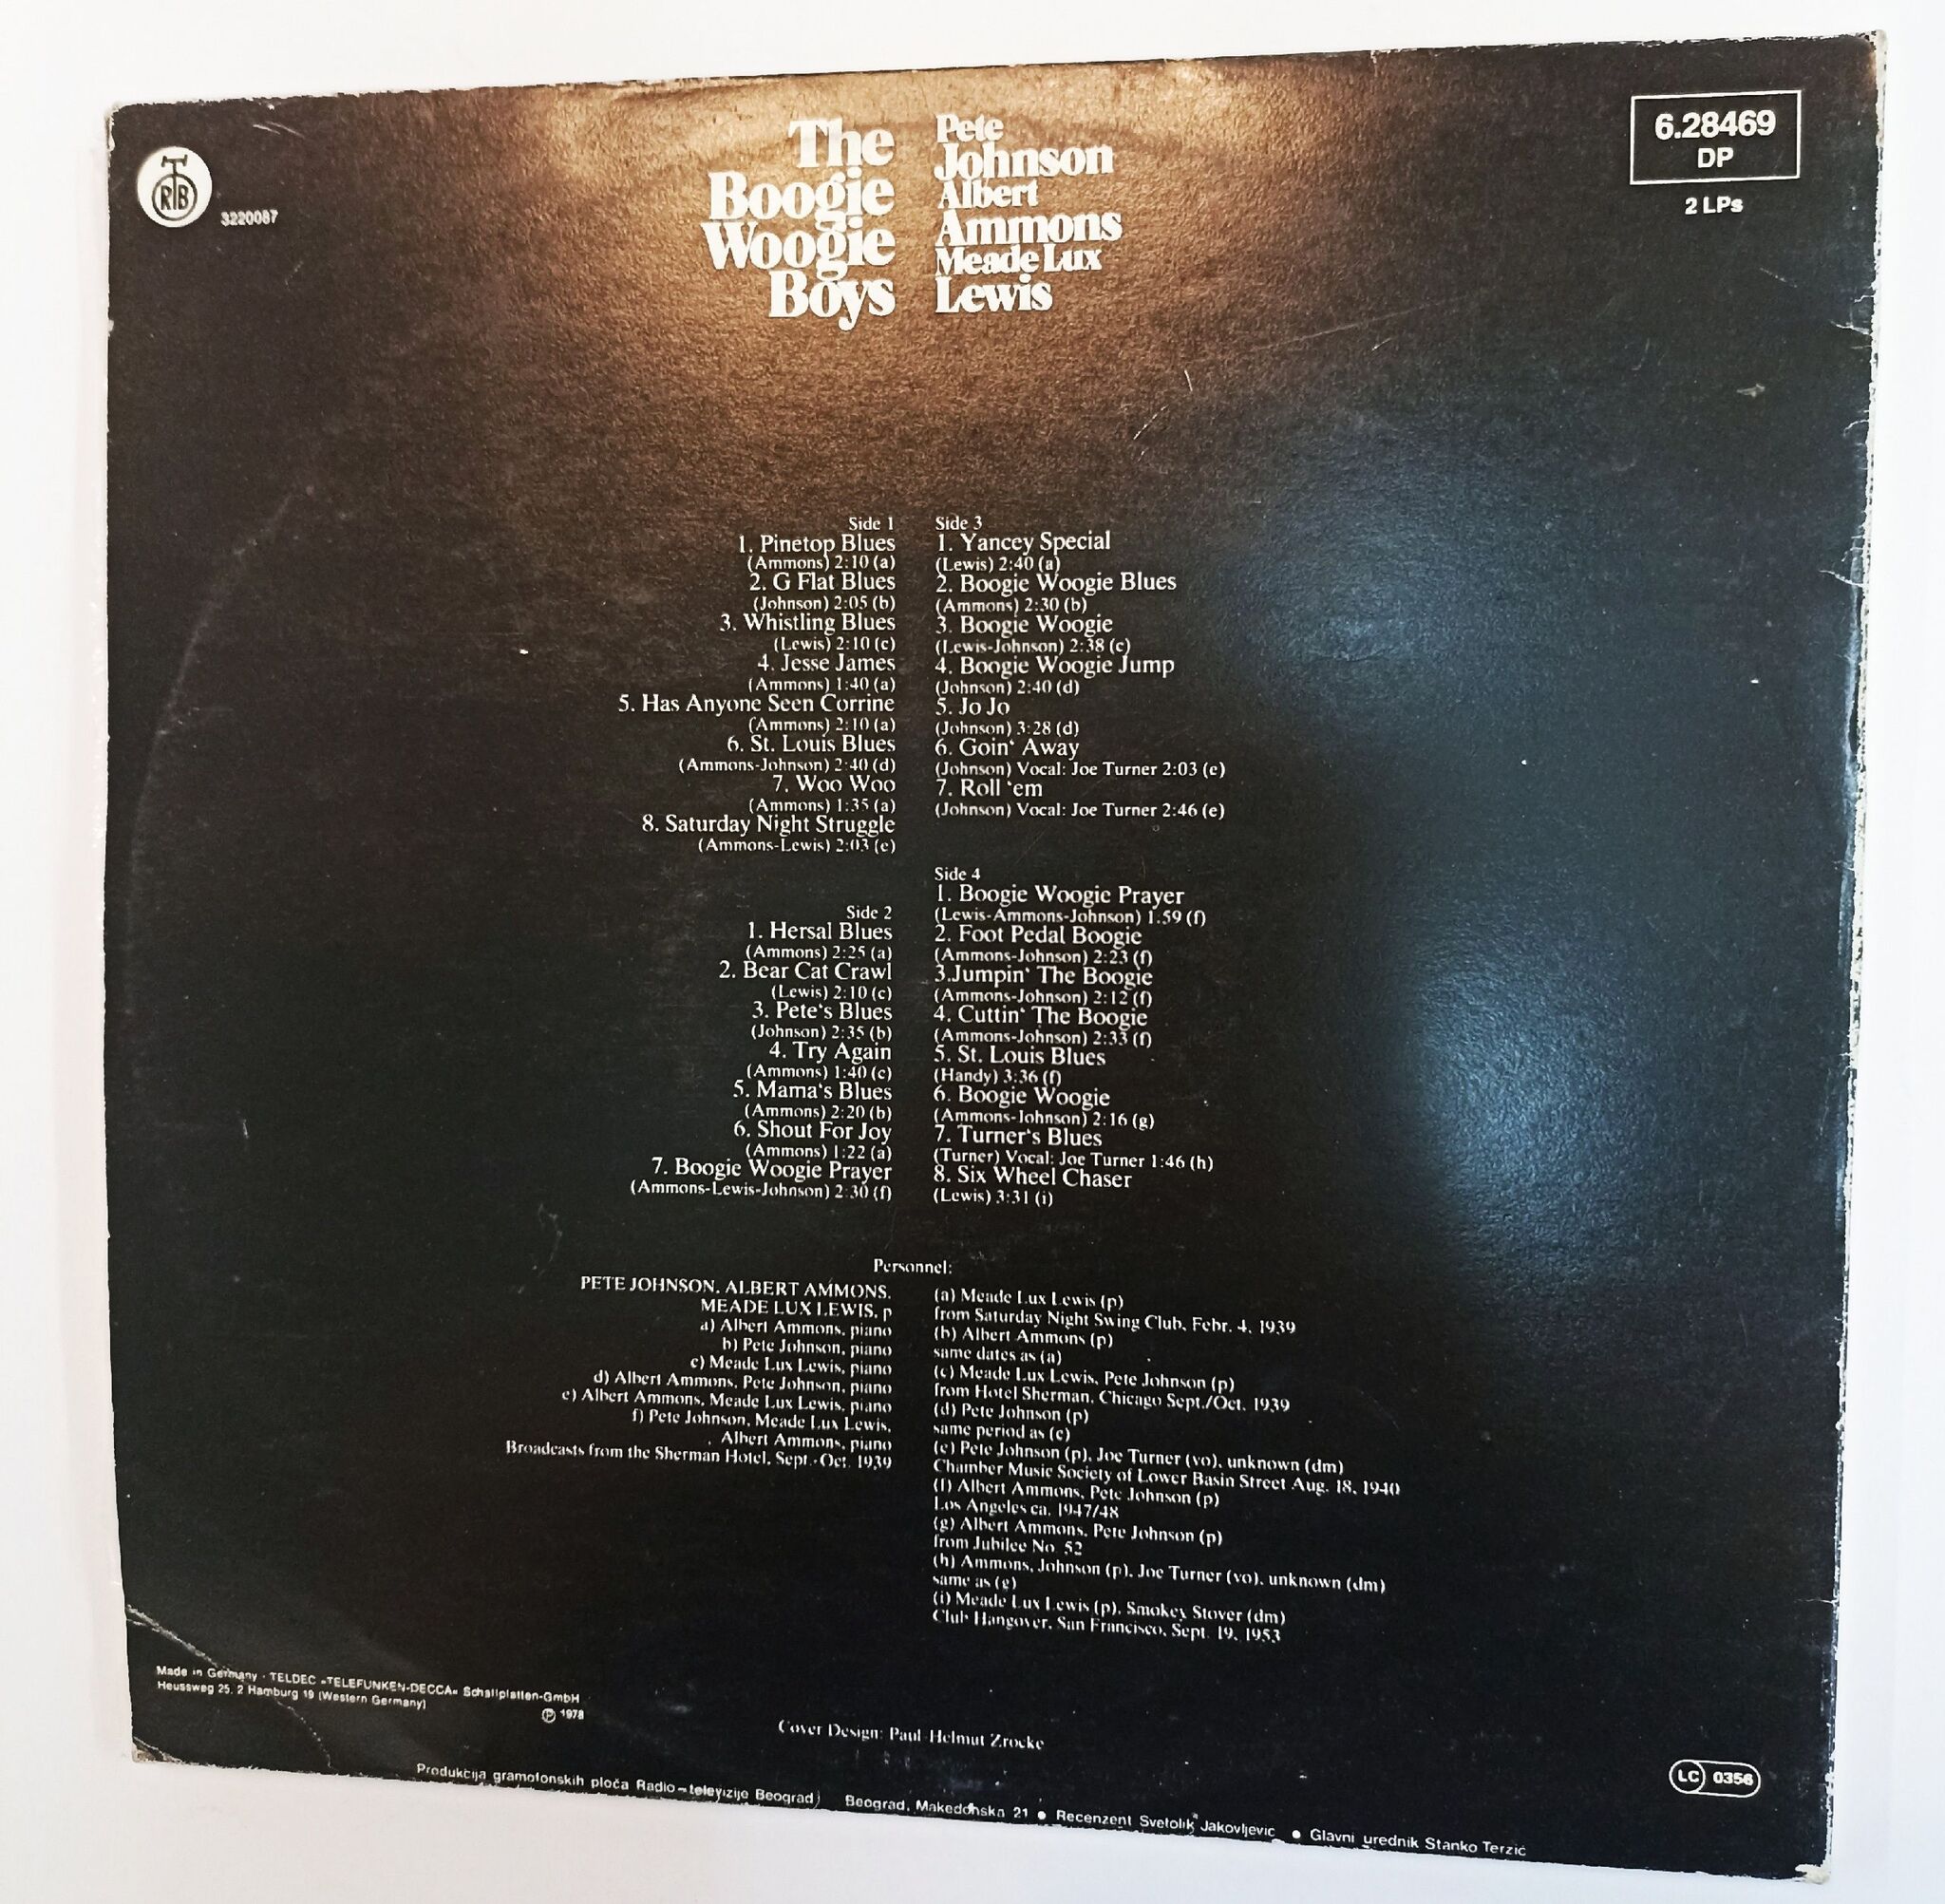 RTB
3220087
The
Boogie
Woogie
Boys
Pete
Johnson
Albert
Ammons
Meade Lux
Lewis
6.28469
DP
2 LPs
Side 1
1. Pinetop Blues
(Ammons) 2:10 (a)
2. G Flat Blues
(Johnson) 2:05 (b)
3. Whistling Blues
(Lewis) 2:10 (c)
4. Jesse James
(Ammons) 1:40 (a)
5. Has Anyone Seen Corrine
(Ammons) 2:10 (a)
6. St. Louis Blues
(Ammons-Johnson) 2:40 (d)
7. Woo Woo
(Ammons) 1:35 (a)
8. Saturday Night Struggle
(Ammons-Lewis) 2:03 (e)
Side 2
1. Hersal Blues
(Ammons) 2:25 (a)
2. Bear Cat Crawl
(Lewis) 2:10 (c)
3. Pete‘s Blues
(Johnson) 2:35 (b)
4. Try Again
(Ammons) 1:40 (c)
5. Mama‘s Blues
(Ammons) 2:20 (b)
6. Shout For Joy
(Ammons) 1:22 (a)
7. Boogie Woogie Prayer
(Ammons-Lewis-Johnson) 2:30 (f)
Side 3
1. Yancey Special
(Lewis) 2:40 (a)
2. Boogie Woogie Blues
(Ammons) 2:30 (b)
3. Boogie Woogie
(Lewis-Johnson) 2:38 (c)
4. Boogie Woogie Jump
(Johnson) 2:40 (d)
5. Jo Jo
(Johnson) 3:28 (d)
6. Goin‘ Away
(Johnson) Vocal: Joe Turner 2:03 (e)
7. Roll ‘em
(Johnson) Vocal: Joe Turner 2:46 (e)
Side 4
1. Boogie Woogie Prayer
(Lewis-Ammons-Johnson) 1.59 (f)
2. Foot Pedal Boogie
(Ammons-Johnson) 2:23 (f)
3.Jumpin‘ The Boogie
(Ammons-Johnson) 2:12 (f)
4. Cuttin‘ The Boogie
(Ammons-Johnson) 2:33 (f)
5. St. Louis Blues
(Handy) 3:36 (f)
6. Boogie Woogie
(Ammons-Johnson) 2:16 (g)
7. Turner‘s Blues
(Turner) Vocal: Joe Turner 1:46 (h)
8. Six Wheel Chaser
(Lewis) 3:31 (i)
Personnel:
PETE JOHNSON, ALBERT AMMONS,
MEADE LUX LEWIS, p
a) Albert Ammons, piano
b) Pete Johnson, piano
c) Meade Lux Lewis, piano
d) Albert Ammons, Pete Johnson, piano
e) Albert Ammons, Meade Lux Lewis, piano
f) Pete Johnson, Meade Lux Lewis,
Albert Ammons, piano
Broadcasts from the Sherman Hotel, Sept.-Oct. 1939
(a) Meade Lux Lewis (p)
from Saturday Night Swing Club, Febr. 4, 1939
(b) Albert Ammons (p)
same dates as (a)
(c) Meade Lux Lewis, Pete Johnson (p)
from Hotel Sherman, Chicago Sept./Oct. 1939
(d) Pete Johnson (p)
same period as (c)
(e) Pete Johnson (p), Joe Turner (vo), unknown (dm)
Chamber Music Society of Lower Basin Street Aug. 18, 1940
(f) Albert Ammons, Pete Johnson (p)
Los Angeles ca. 1947/48
(g) Albert Ammons, Pete Johnson (p)
from Jubilee No. 52
(h) Ammons, Johnson (p), Joe Turner (vo), unknown (dm)
same as (g)
(i) Meade Lux Lewis (p), Smokey Stover (dm)
Club Hangover, San Francisco, Sept. 19, 1953
Made in Germany · TELDEC »TELEFUNKEN-DECCA« Schallplatten-GmbH
Heussweg 25, 2 Hamburg 19 (Western Germany)
℗ 1978
Cover Design: Paul-Helmut Zrocke
LC 0356
Produkcija gramofonskih ploča Radio-televizije Beograd Beograd, Makedonska 21 ● Recenzent Svetolik Jakovljević ● Glavni urednik Stanko Terzić